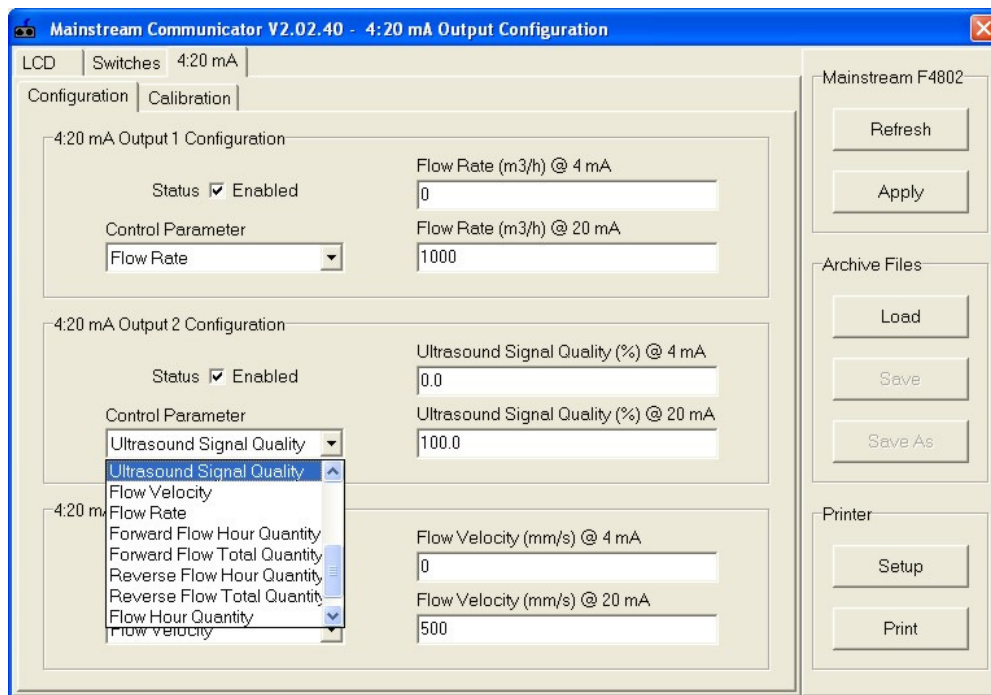 Mainstream Communicator V2.02.40 - 4:20 mA Output Configuration
LCD
Switches
4:20 mA
Configuration
Calibration
4:20 mA Output 1 Configuration
Status
Enabled
Control Parameter
Flow Rate
Flow Rate (m3/h) @ 4 mA
0
Flow Rate (m3/h) @ 20 mA
1000
4:20 mA Output 2 Configuration
Status
Enabled
Control Parameter
Ultrasound Signal Quality
Ultrasound Signal Quality (%) @ 4 mA
0.0
Ultrasound Signal Quality (%) @ 20 mA
100.0
Ultrasound Signal Quality
Flow Velocity
Flow Rate
Forward Flow Hour Quantity
Forward Flow Total Quantity
Reverse Flow Hour Quantity
Reverse Flow Total Quantity
Flow Hour Quantity
4:20 m
Flow Velocity
Flow Velocity (mm/s) @ 4 mA
0
Flow Velocity (mm/s) @ 20 mA
500
Mainstream F4802
Refresh
Apply
Archive Files
Load
Save
Save As
Printer
Setup
Print